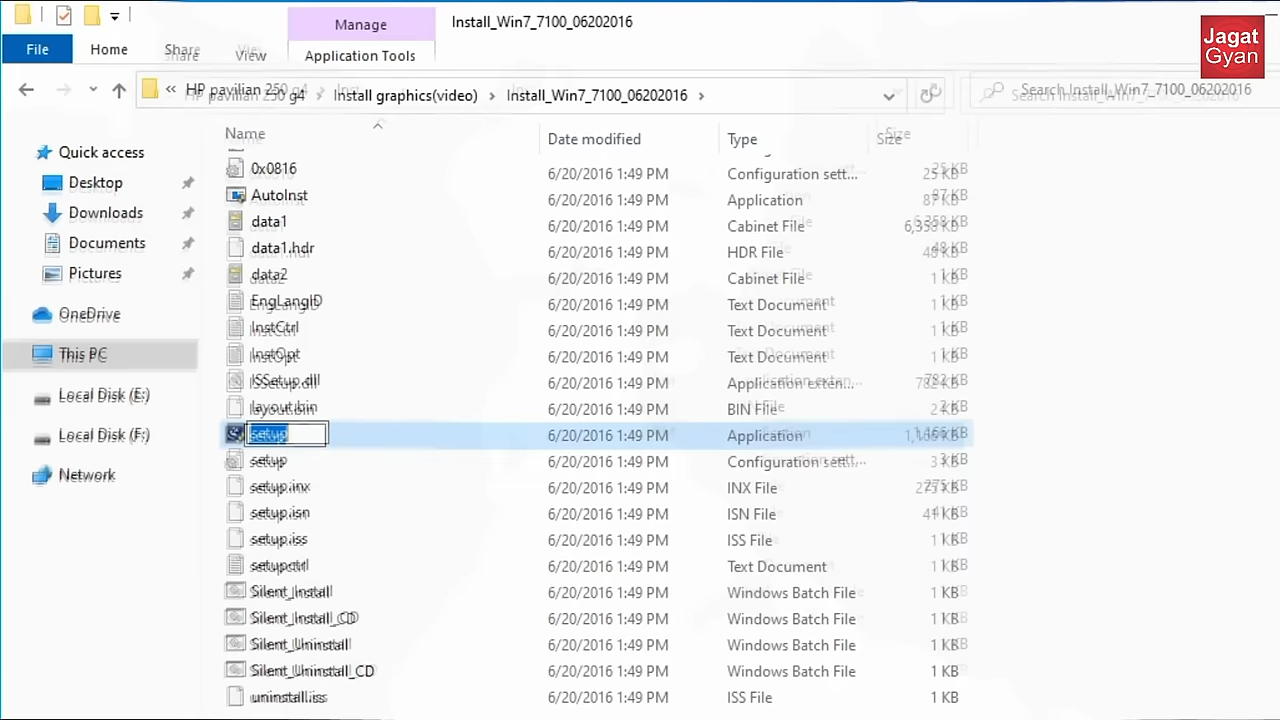 Manage
Install_Win7_7100_06202016
Jagat
Gyan
File Home Share View Application Tools
« HP pavilian 250 g4 › Install graphics(video) › Install_Win7_7100_06202016 › Search Install_Win7_7100_06202016
Name Date modified Type Size
Quick access
Desktop
Downloads
Documents
Pictures
OneDrive
This PC
Local Disk (E:)
Local Disk (F:)
Network
0x0816 6/20/2016 1:49 PM Configuration sett... 25 KB
AutoInst 6/20/2016 1:49 PM Application 87 KB
data1 6/20/2016 1:49 PM Cabinet File 6,358 KB
data1.hdr 6/20/2016 1:49 PM HDR File 48 KB
data2 6/20/2016 1:49 PM Cabinet File 1 KB
EngLangID 6/20/2016 1:49 PM Text Document 1 KB
InstCtrl 6/20/2016 1:49 PM Text Document 1 KB
InstOpt 6/20/2016 1:49 PM Text Document 1 KB
ISSetup.dll 6/20/2016 1:49 PM Application exten... 782 KB
layout.bin 6/20/2016 1:49 PM BIN File 2 KB
setup 6/20/2016 1:49 PM Application
setup 6/20/2016 1:49 PM Configuration sett... 3 KB
setup.inx 6/20/2016 1:49 PM INX File 275 KB
setup.isn 6/20/2016 1:49 PM ISN File 41 KB
setup.iss 6/20/2016 1:49 PM ISS File 1 KB
setupctrl 6/20/2016 1:49 PM Text Document 1 KB
Silent_Install 6/20/2016 1:49 PM Windows Batch File 1 KB
Silent_Install_CD 6/20/2016 1:49 PM Windows Batch File 1 KB
Silent_Uninstall 6/20/2016 1:49 PM Windows Batch File 1 KB
Silent_Uninstall_CD 6/20/2016 1:49 PM Windows Batch File 1 KB
uninstall.iss 6/20/2016 1:49 PM ISS File 1 KB